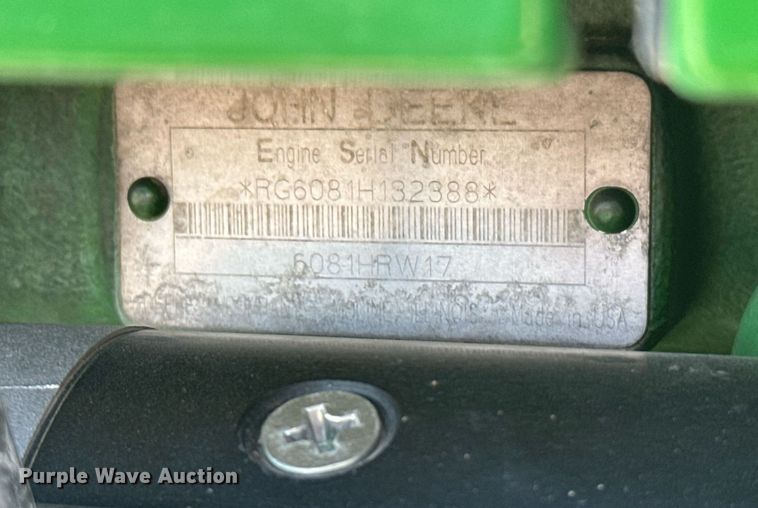 JOHN DEERE
Engine Serial Number
*RG6081H132388*
6081HRW17
Made in USA
Purple Wave Auction